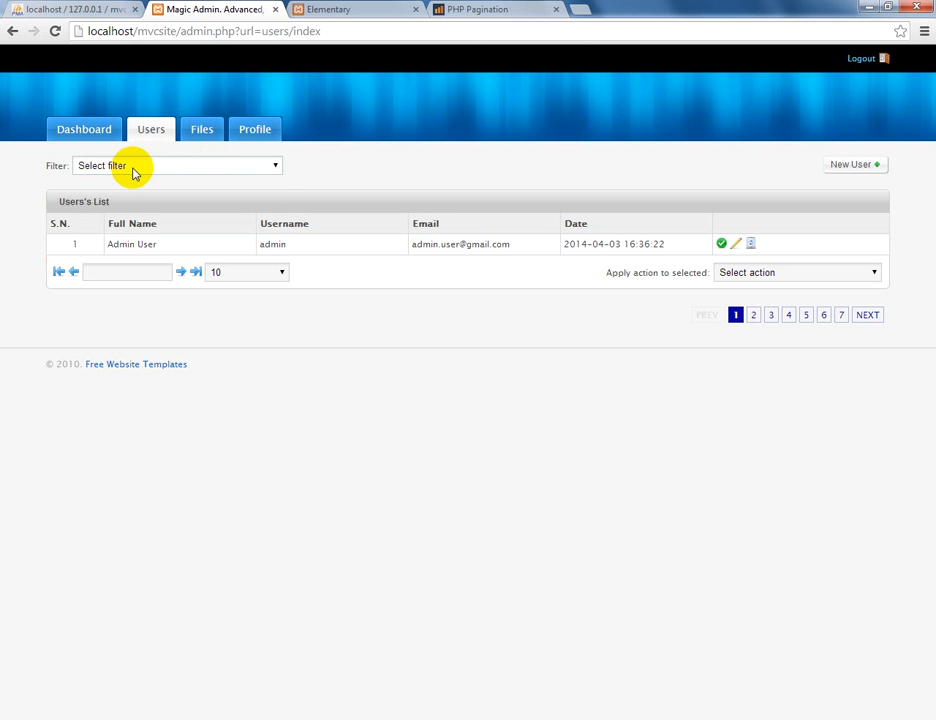 localhost / 127.0.0.1 / mvc
Magic Admin. Advanced,
Elementary
PHP Pagination
localhost/mvcsite/admin.php?url=users/index
Logout
Dashboard Users Files Profile
Filter: Select filter New User
Users's List
S.N. Full Name Username Email Date
1 Admin User admin admin.user@gmail.com 2014-04-03 16:36:22
10 Apply action to selected: Select action
PREV 1 2 3 4 5 6 7 NEXT
© 2010. Free Website Templates